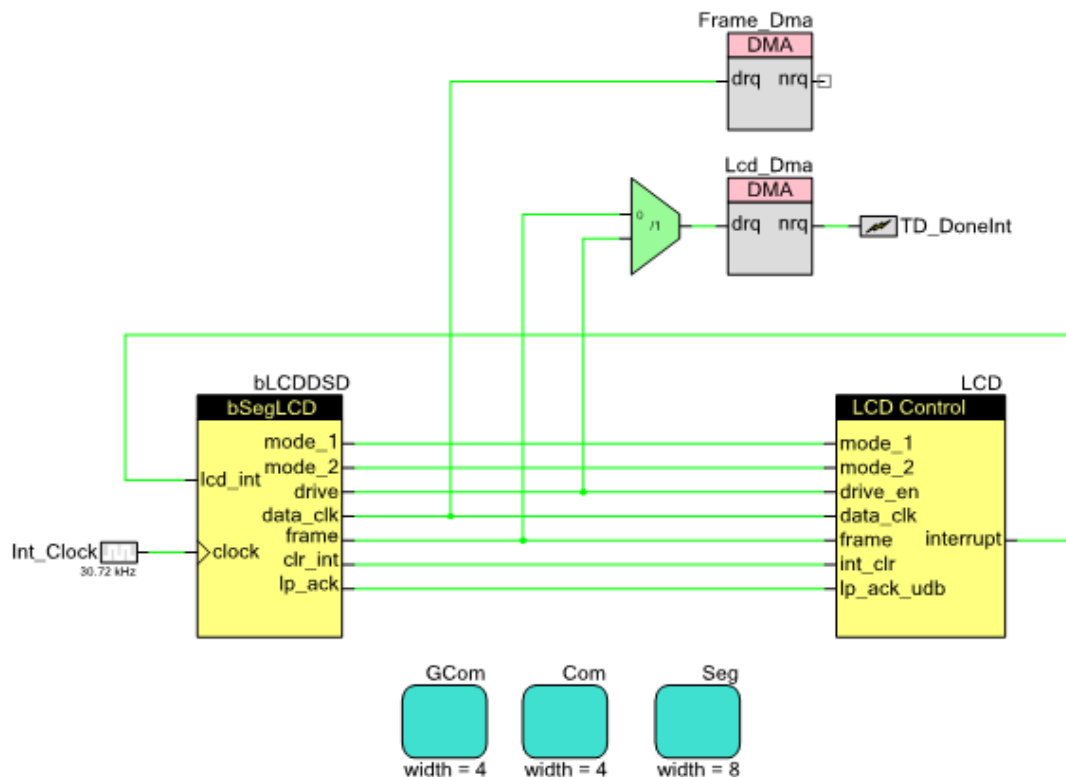 Frame_Dma
DMA
drq nrq
Lcd_Dma
DMA
0
/1
drq nrq
TD_DoneInt
bLCDDSD
bSegLCD
lcd_int
clock
mode_1
mode_2
drive
data_clk
frame
clr_int
lp_ack
Int_Clock
30.72 kHz
LCD
LCD Control
mode_1
mode_2
drive_en
data_clk
frame
int_clr
lp_ack_udb
interrupt
GCom
width = 4
Com
width = 4
Seg
width = 8